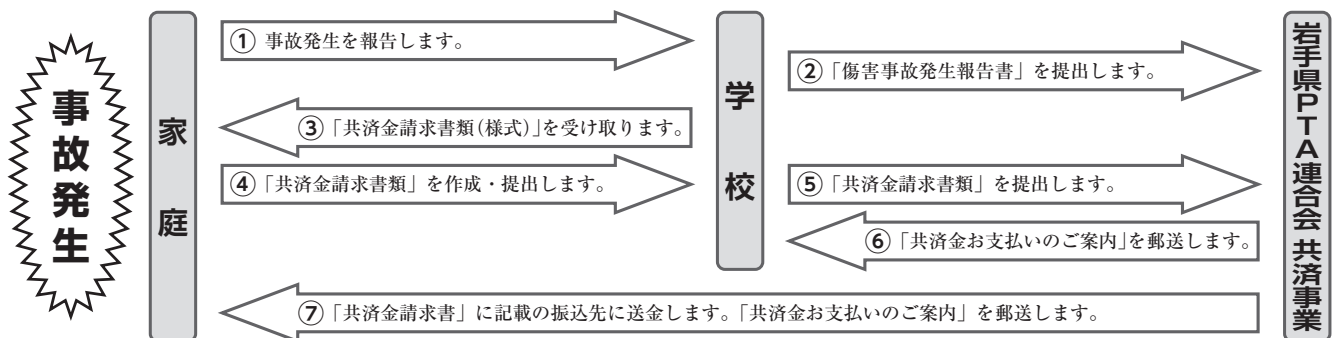 事故発生
家庭
① 事故発生を報告します。
学校
②「傷害事故発生報告書」を提出します。
③「共済金請求書類(様式)」を受け取ります。
④「共済金請求書類」を作成・提出します。
⑤「共済金請求書類」を提出します。
⑥「共済金お支払いのご案内」を郵送します。
⑦「共済金請求書」に記載の振込先に送金します。「共済金お支払いのご案内」を郵送します。
岩手県PTA連合会 共済事業